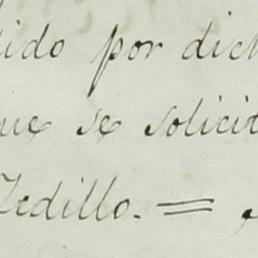 ido por dich
que se solicit
Zedillo. =